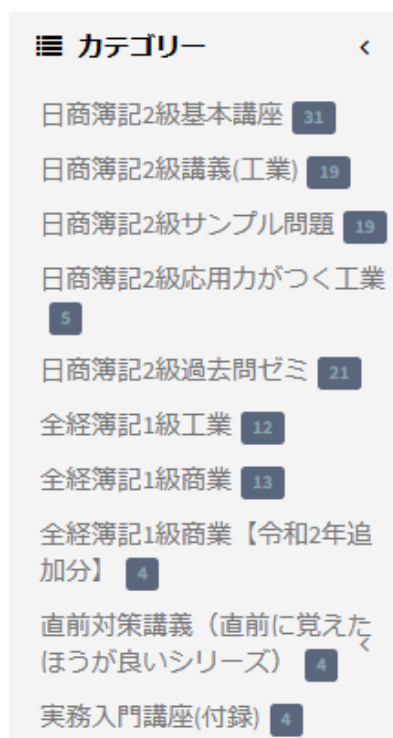 カテゴリー
日商簿記2級基本講座 31
日商簿記2級講義(工業) 19
日商簿記2級サンプル問題 19
日商簿記2級応用力がつく工業
5
日商簿記2級過去問ゼミ 21
全経簿記1級工業 12
全経簿記1級商業 13
全経簿記1級商業【令和2年追
加分】 4
直前対策講義（直前に覚えた
ほうが良いシリーズ） 4
実務入門講座(付録) 4